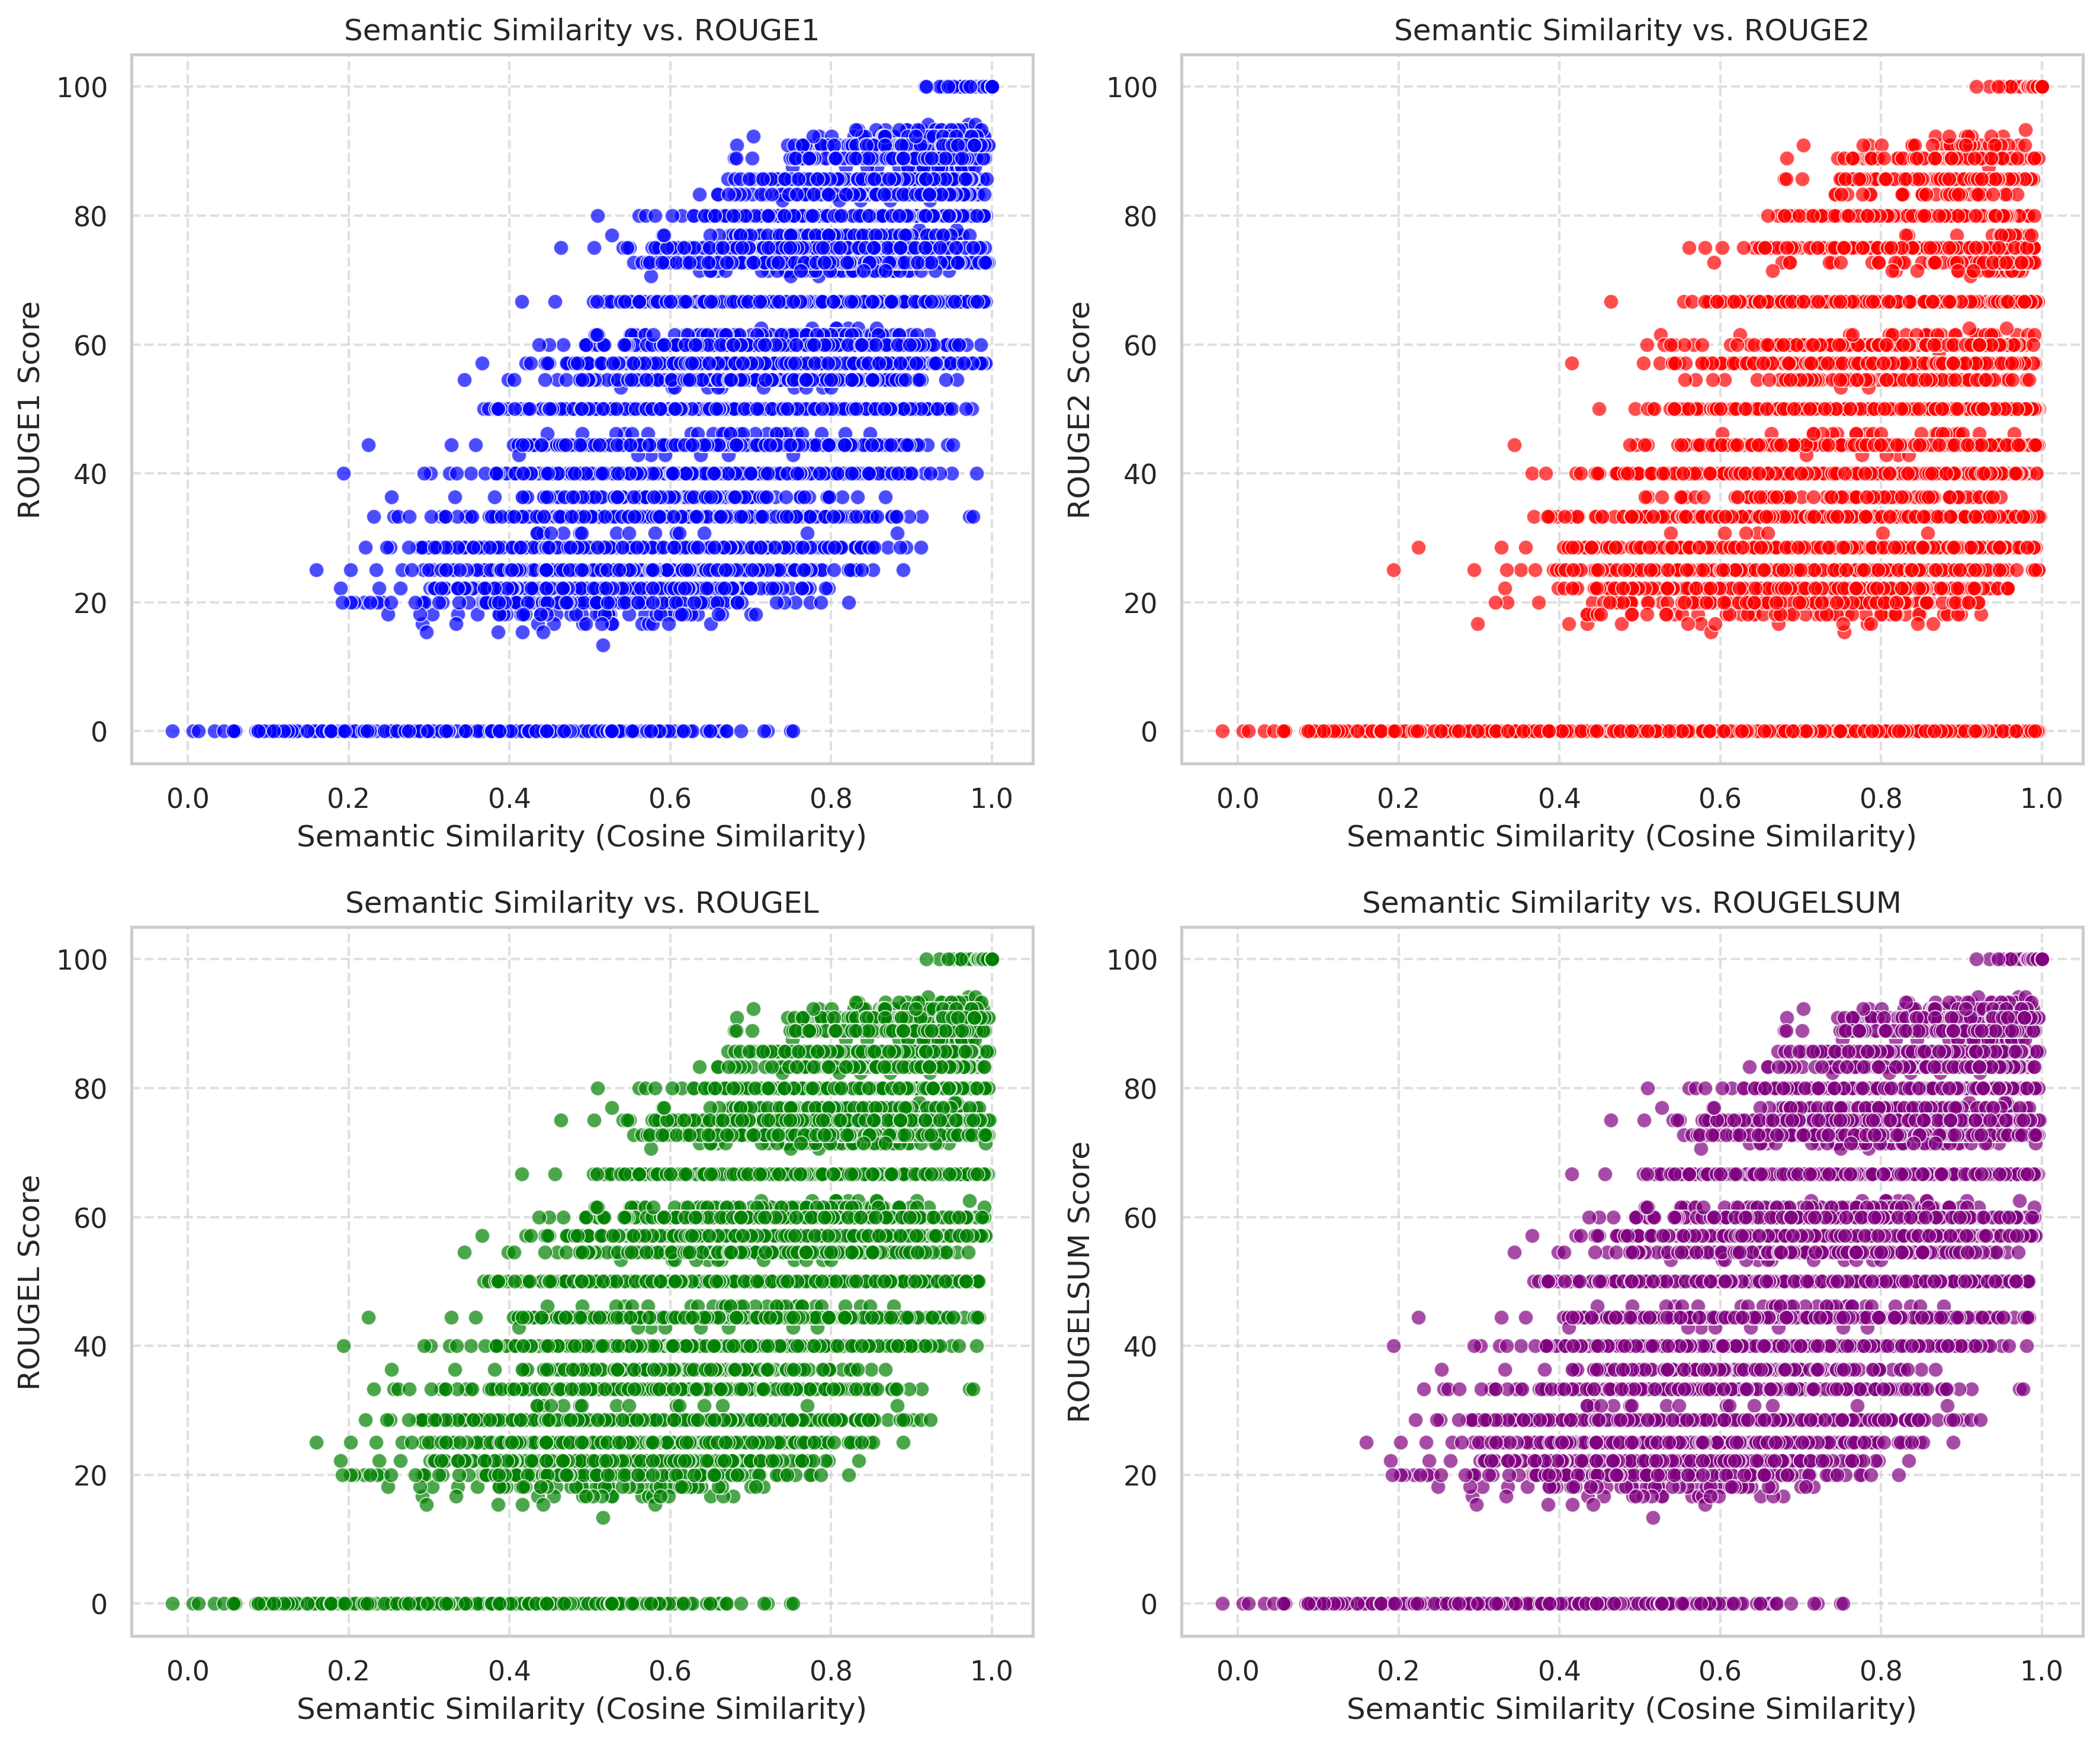 Semantic Similarity vs. ROUGE1
ROUGE1 Score
100
80
60
40
20
0
0.0 0.2 0.4 0.6 0.8 1.0
Semantic Similarity (Cosine Similarity)
Semantic Similarity vs. ROUGE2
ROUGE2 Score
100
80
60
40
20
0
0.0 0.2 0.4 0.6 0.8 1.0
Semantic Similarity (Cosine Similarity)
Semantic Similarity vs. ROUGEL
ROUGEL Score
100
80
60
40
20
0
0.0 0.2 0.4 0.6 0.8 1.0
Semantic Similarity (Cosine Similarity)
Semantic Similarity vs. ROUGELSUM
ROUGELSUM Score
100
80
60
40
20
0
0.0 0.2 0.4 0.6 0.8 1.0
Semantic Similarity (Cosine Similarity)